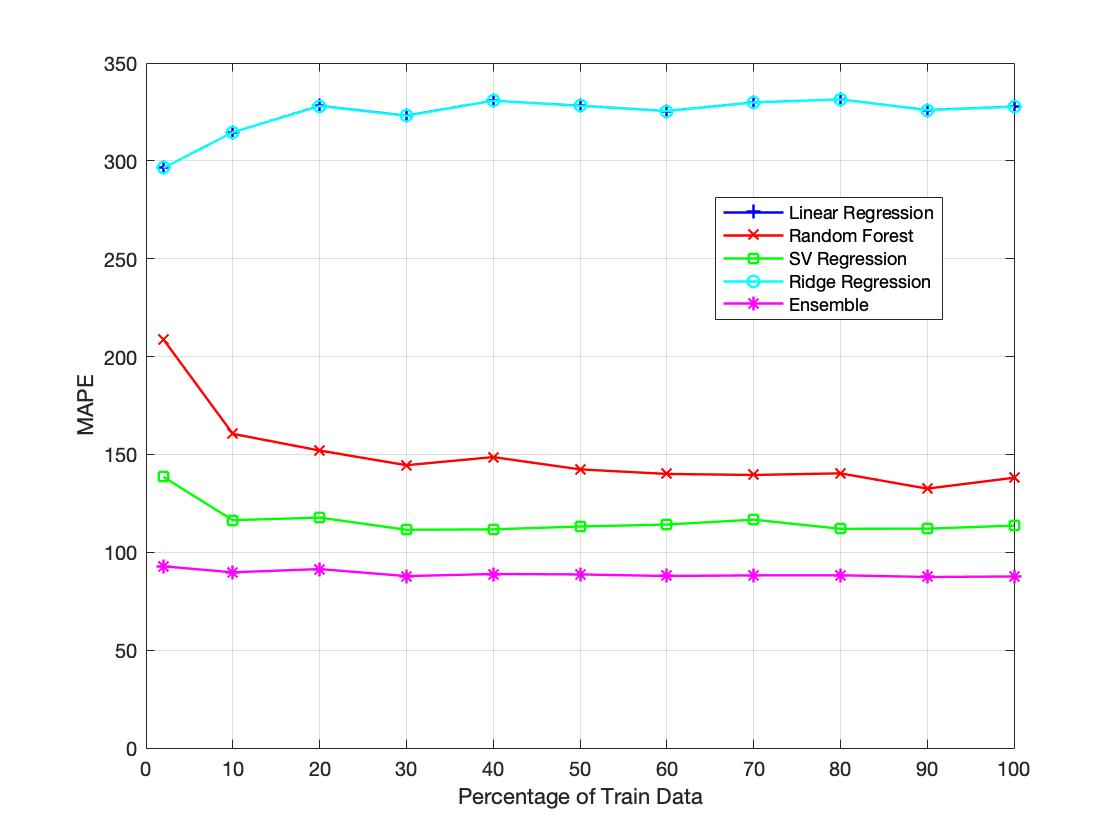 350
300
250
200
150
100
50
0
MAPE
Linear Regression
Random Forest
SV Regression
Ridge Regression
Ensemble
0 10 20 30 40 50 60 70 80 90 100
Percentage of Train Data